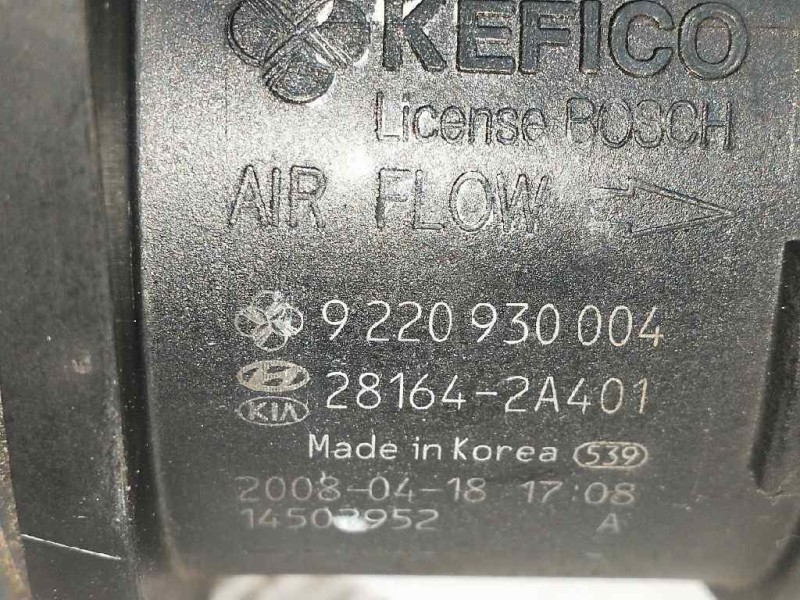 KEFICO
License BOSCH
AIR FLOW
9 220 930 004
28164-2A401
KIA
Made in Korea 539
2008-04-18 17:08
A